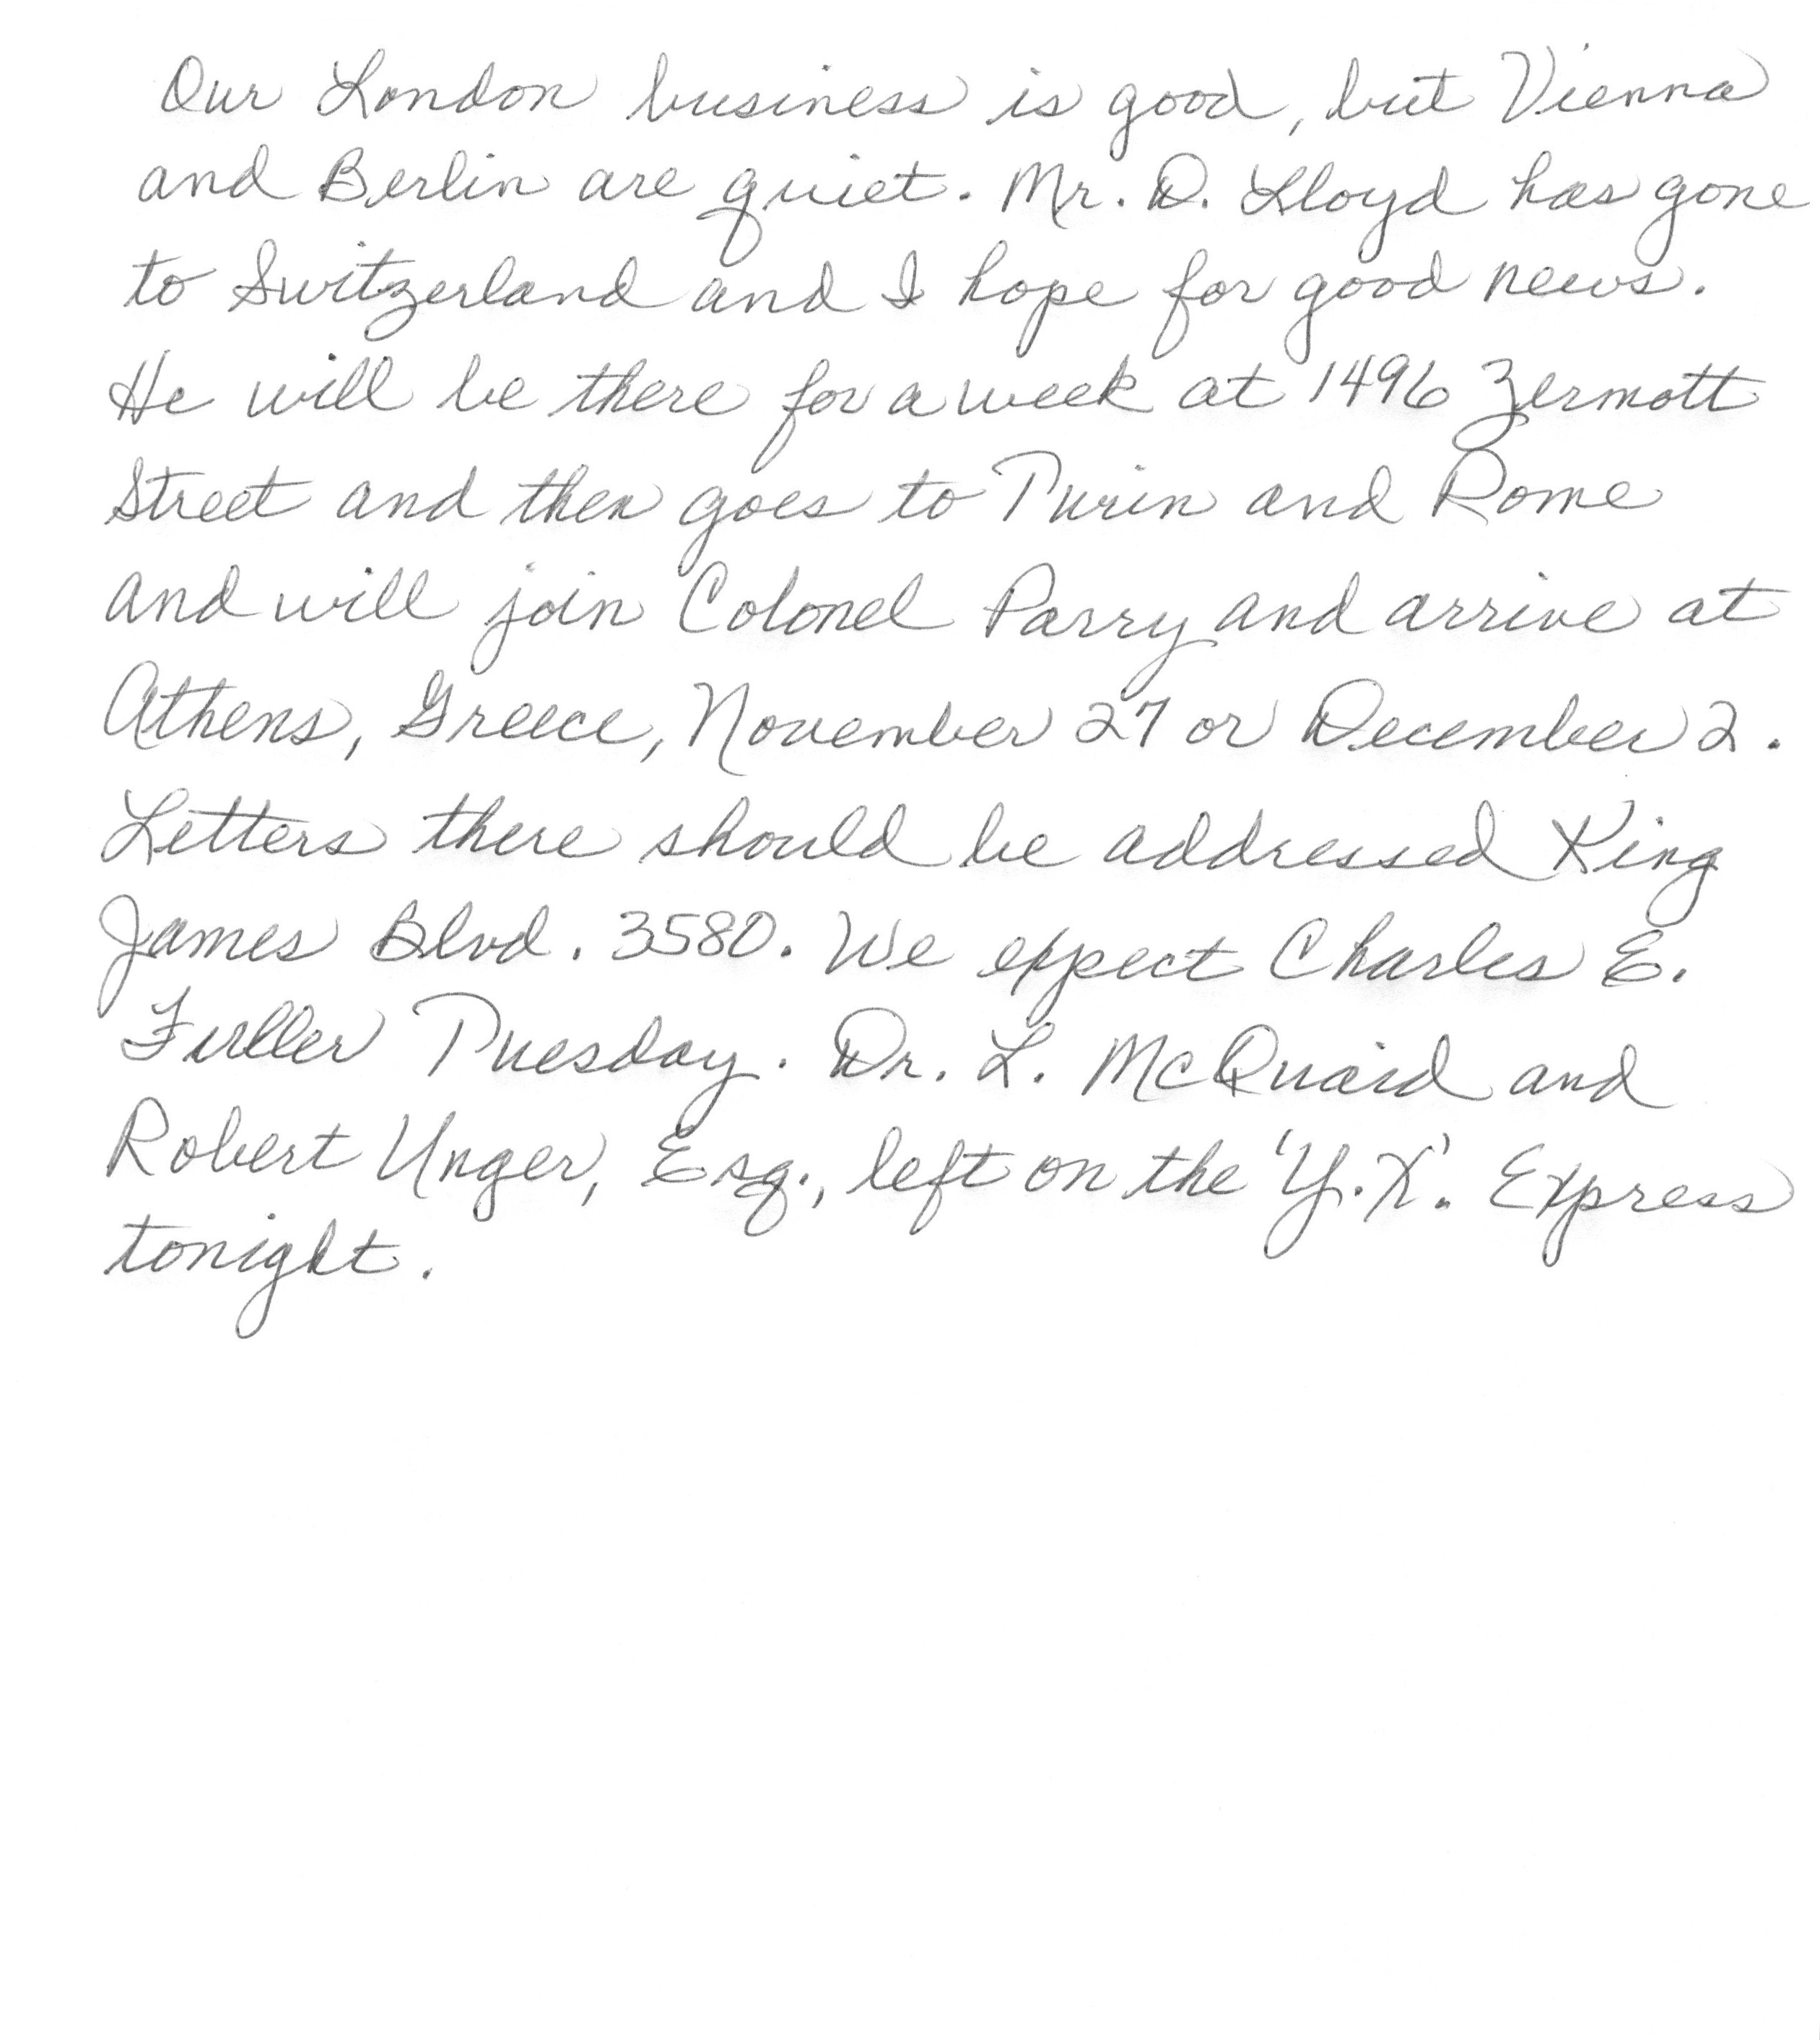 Our London business is good, but Vienna
and Berlin are quiet. Mr. D. Lloyd has gone
to Switzerland and I hope for good news.
He will be there for a week at 1496 Zermott
Street and then goes to Turin and Rome
and will join Colonel Parry and arrive at
Athens, Greece, November 27 or December 2.
Letters there should be addressed King
James Blvd. 3580. We expect Charles E.
Fuller Tuesday. Dr. L. McQuaid and
Robert Unger, Esq., left on the 'Y.X.' Express
tonight.